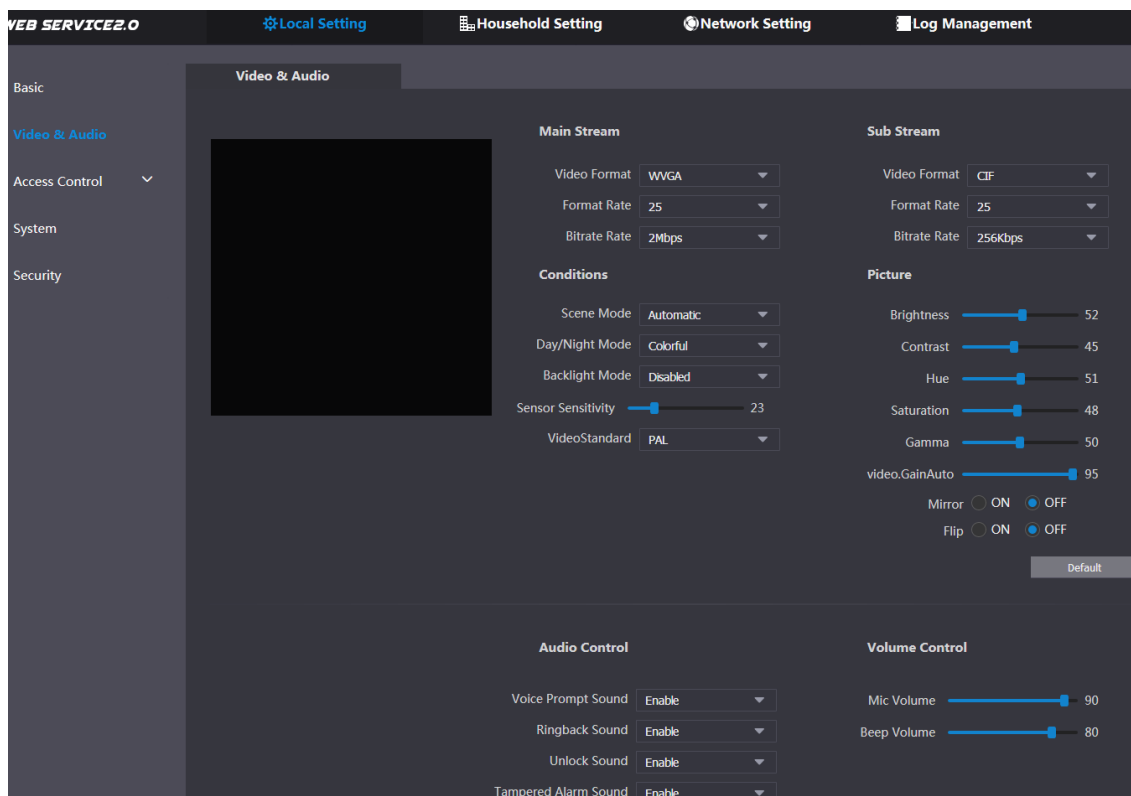 WEB SERVICE2.0
Local Setting
Household Setting
Network Setting
Log Management
Basic
Video & Audio
Access Control
System
Security
Video & Audio
Main Stream
Video Format WVGA
Format Rate 25
Bitrate Rate 2Mbps
Conditions
Scene Mode Automatic
Day/Night Mode Colorful
Backlight Mode Disabled
Sensor Sensitivity 23
VideoStandard PAL
Sub Stream
Video Format CIF
Format Rate 25
Bitrate Rate 256Kbps
Picture
Brightness 52
Contrast 45
Hue 51
Saturation 48
Gamma 50
video.GainAuto 95
Mirror ON OFF
Flip ON OFF
Default
Audio Control
Voice Prompt Sound Enable
Ringback Sound Enable
Unlock Sound Enable
Tampered Alarm Sound Enable
Volume Control
Mic Volume 90
Beep Volume 80